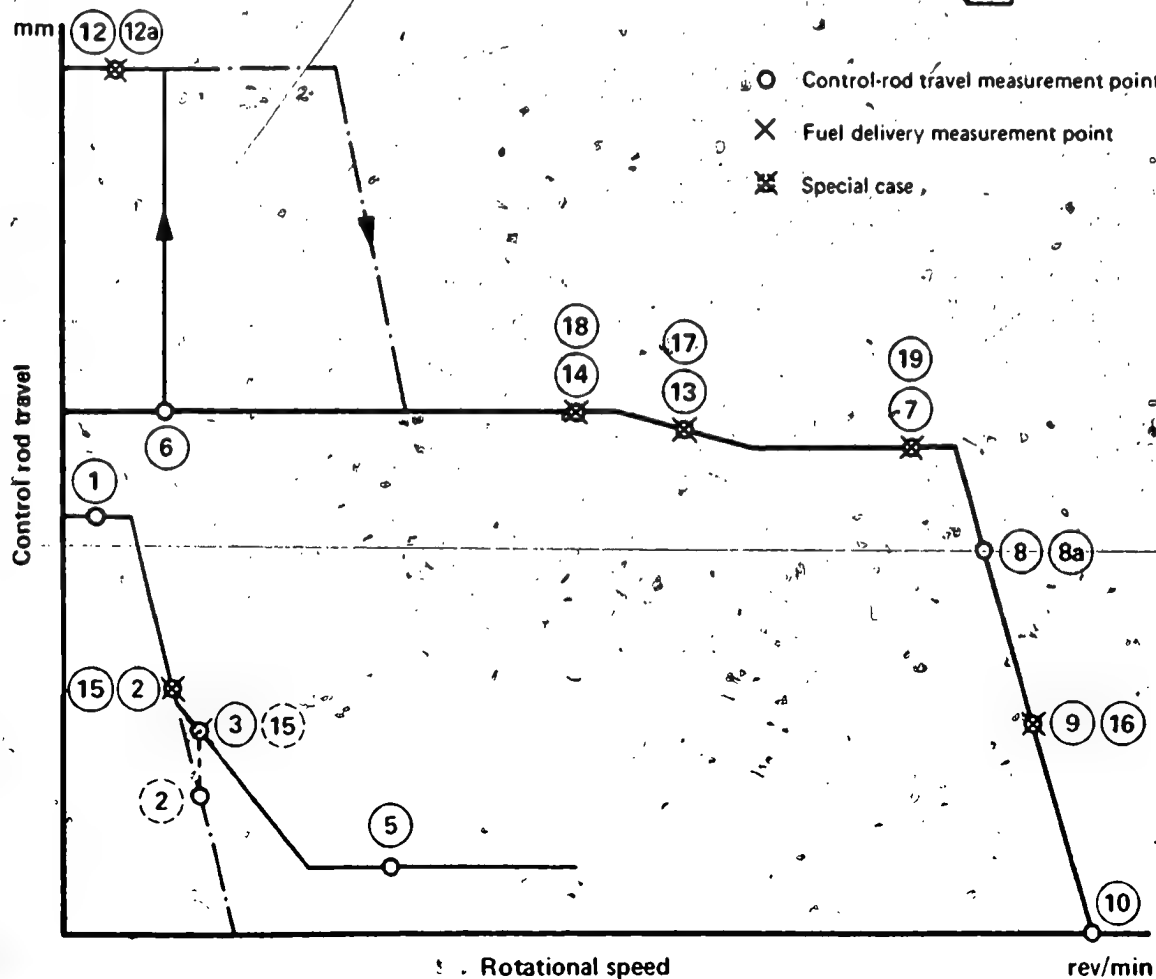 mm 12 12a
Control-rod travel measurement point
Fuel delivery measurement point
Special case
18
17
19
14
13
7
6
1
8 8a
15 2
3 15
9 16
2
5
10
Control rod travel
Rotational speed
rev/min